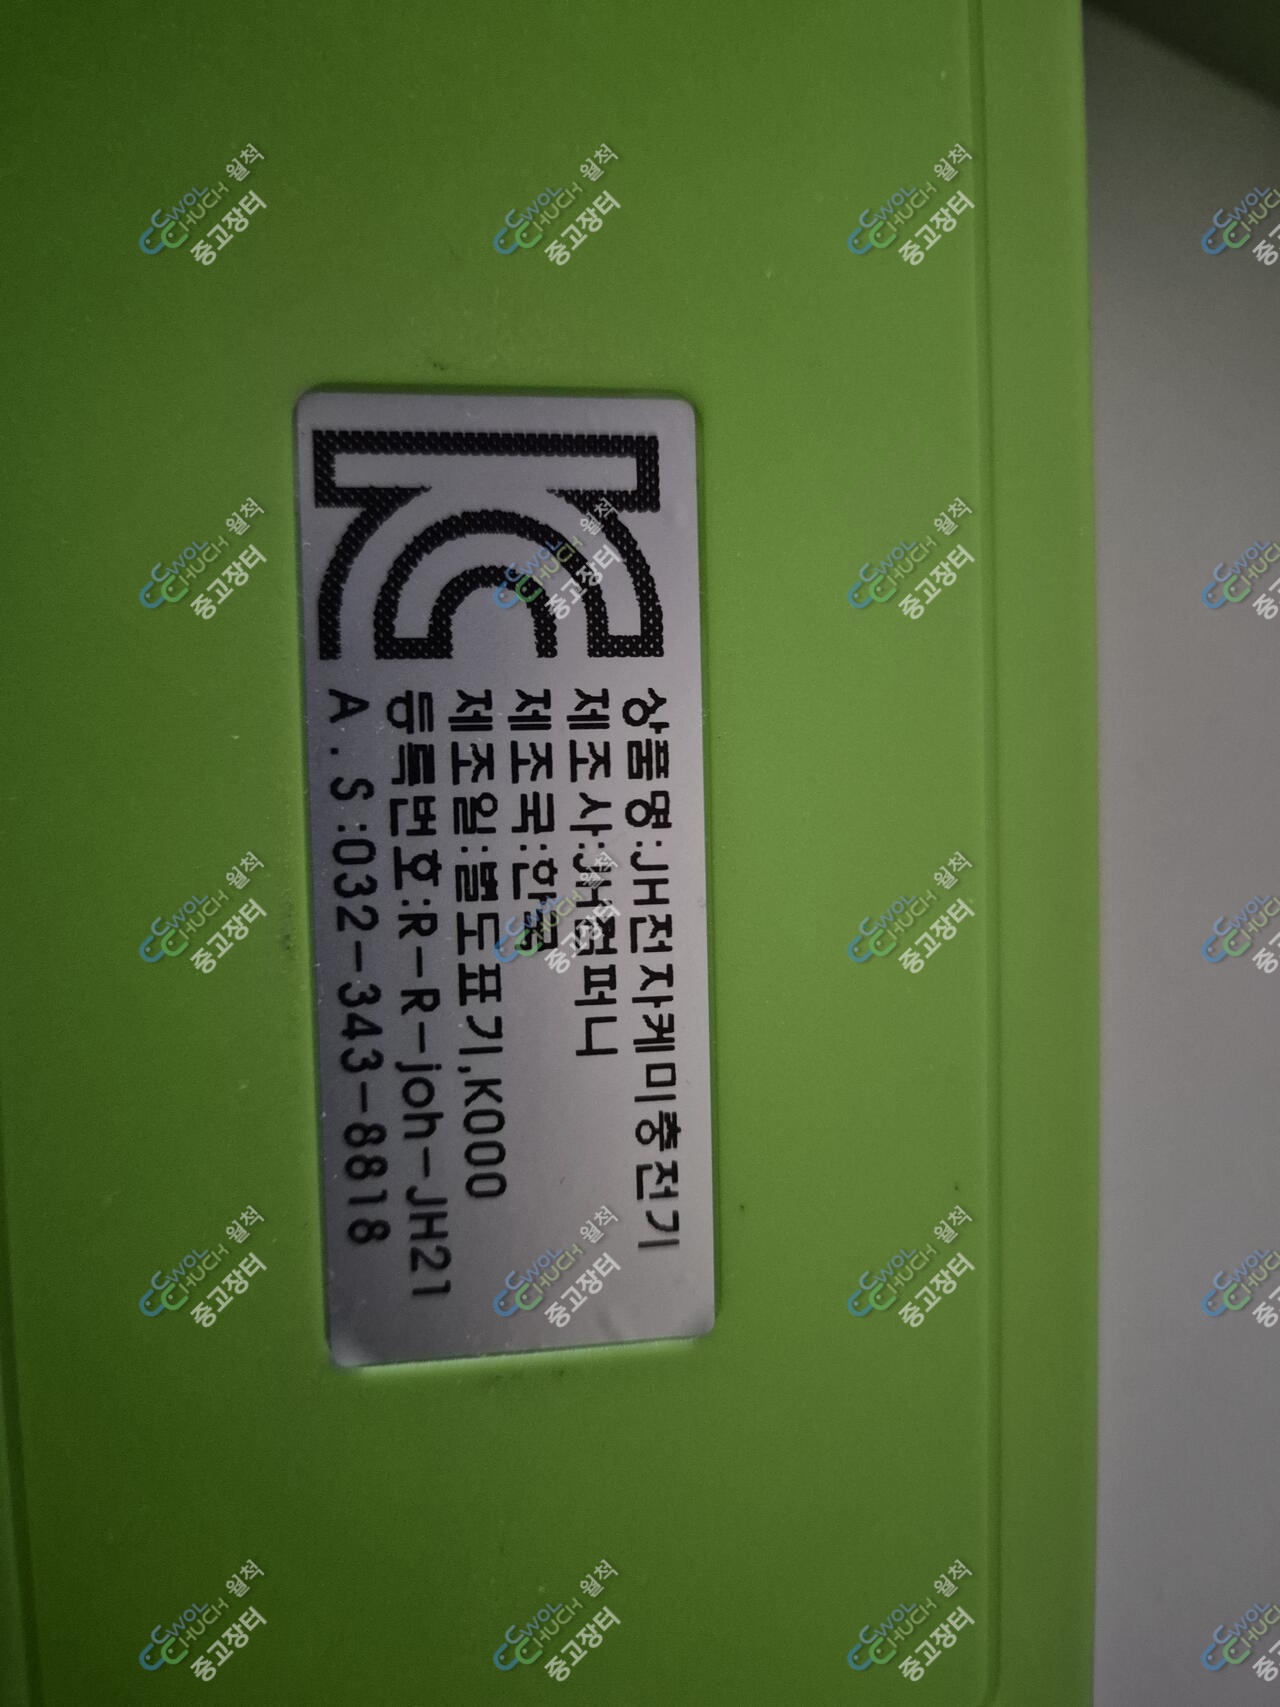 KC
상품명:JH전자케미충전기
제조사:JH컴퍼니
제조국:한국
제조일:별도표기,K000
등록번호:R-R-joh-JH21
A.S:032-343-8818
CWOL
CHUCH 월척
중고장터